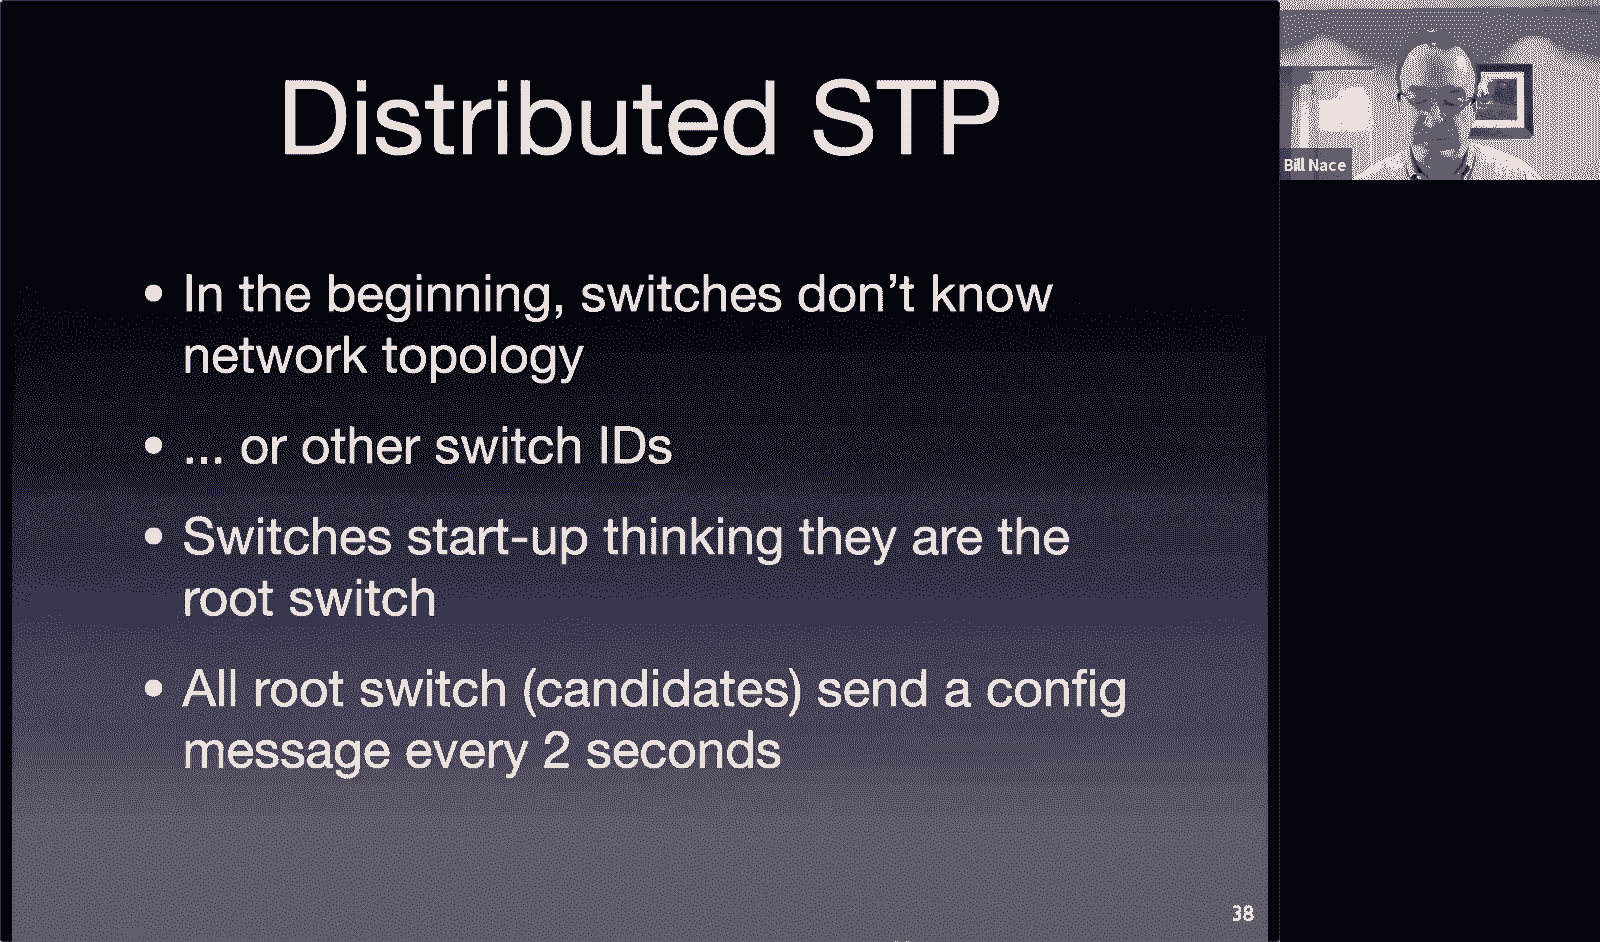 Distributed STP
• In the beginning, switches don’t know
network topology
• ... or other switch IDs
• Switches start-up thinking they are the
root switch
• All root switch (candidates) send a config
message every 2 seconds
38
Bill Nace